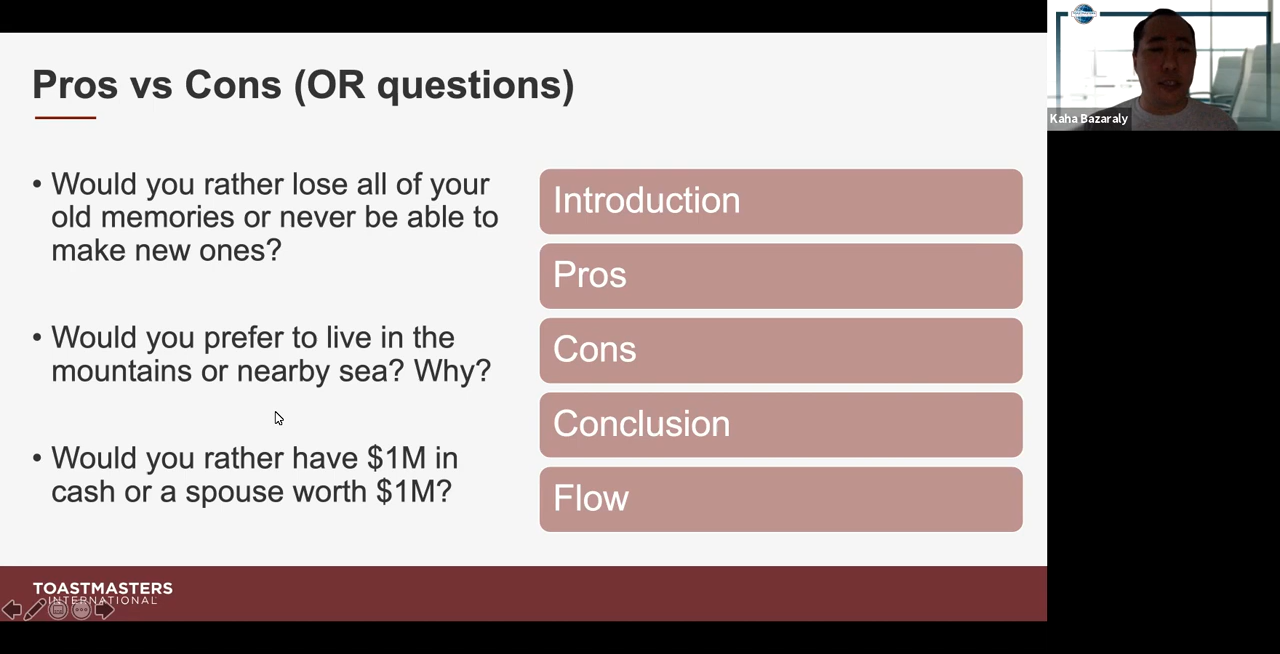 Pros vs Cons (OR questions)
• Would you rather lose all of your
old memories or never be able to
make new ones?
• Would you prefer to live in the
mountains or nearby sea? Why?
• Would you rather have $1M in
cash or a spouse worth $1M?
Introduction
Pros
Cons
Conclusion
Flow
TOASTMASTERS
INTERNATIONAL
Kaha Bazaraly